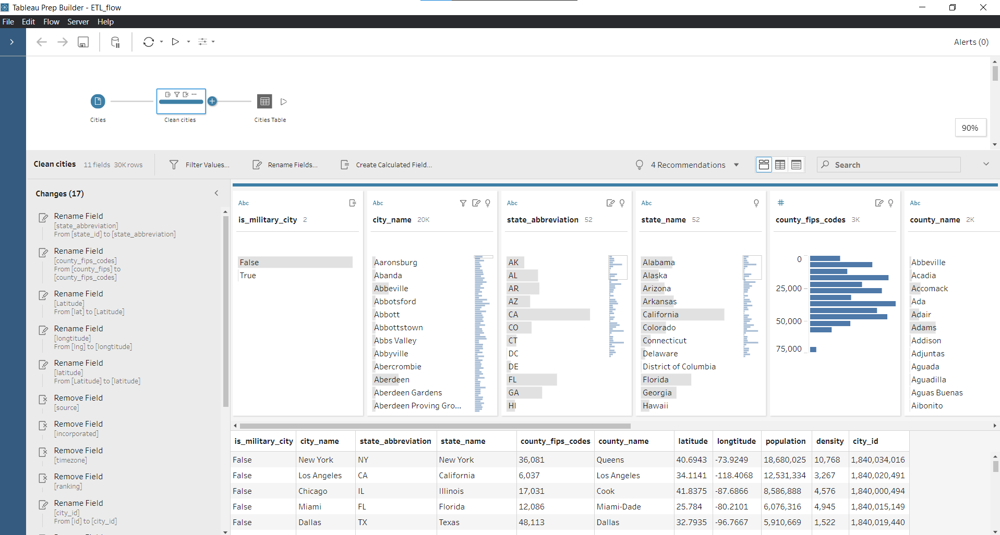 Tableau Prep Builder - ETL_flow
File Edit Flow Server Help
Alerts (0)
Cities
Clean cities
Cities Table
90%
Clean cities 11 fields 30K rows Filter Values... Rename Fields... Create Calculated Field... 4 Recommendations Search
Changes (17)
Rename Field
[state_abbreviation]
From [state_id] to [state_abbreviation]
Rename Field
[county_fips_codes]
From [county_fips] to
[county_fips_codes]
Rename Field
[Latitude]
From [lat] to [Latitude]
Rename Field
[longtitude]
From [lng] to [longtitude]
Rename Field
[latitude]
From [Latitude] to [latitude]
Remove Field
[source]
Remove Field
[incorporated]
Remove Field
[timezone]
Remove Field
[ranking]
Rename Field
[city_id]
From [id] to [city_id]
Abc
is_military_city 2
False
True
Abc
city_name 20K
Aaronsburg
Abanda
Abbeville
Abbotsford
Abbott
Abbottstown
Abbs Valley
Abbyville
Abercrombie
Aberdeen
Aberdeen Gardens
Aberdeen Proving Gro...
Abc
state_abbreviation 52
AK
AL
AR
AZ
CA
CO
CT
DC
DE
FL
GA
HI
Abc
state_name 52
Alabama
Alaska
Arizona
Arkansas
California
Colorado
Connecticut
Delaware
District of Columbia
Florida
Georgia
Hawaii
#
county_fips_codes 3K
0
25,000
50,000
75,000
Abc
county_name 2K
Abbeville
Acadia
Accomack
Ada
Adair
Adams
Addison
Adjuntas
Aguada
Aguadilla
Aguas Buenas
Aibonito
is_military_city city_name state_abbreviation state_name county_fips_codes county_name latitude longtitude population density city_id
False New York NY New York 36,081 Queens 40.6943 -73.9249 18,680,025 10,768 1,840,034,016
False Los Angeles CA California 6,037 Los Angeles 34.1141 -118.4068 12,531,334 3,267 1,840,020,491
False Chicago IL Illinois 17,031 Cook 41.8375 -87.6866 8,586,888 4,576 1,840,000,494
False Miami FL Florida 12,086 Miami-Dade 25.784 -80.2101 6,076,316 4,945 1,840,015,149
False Dallas TX Texas 48,113 Dallas 32.7935 -96.7667 5,910,669 1,522 1,840,019,440